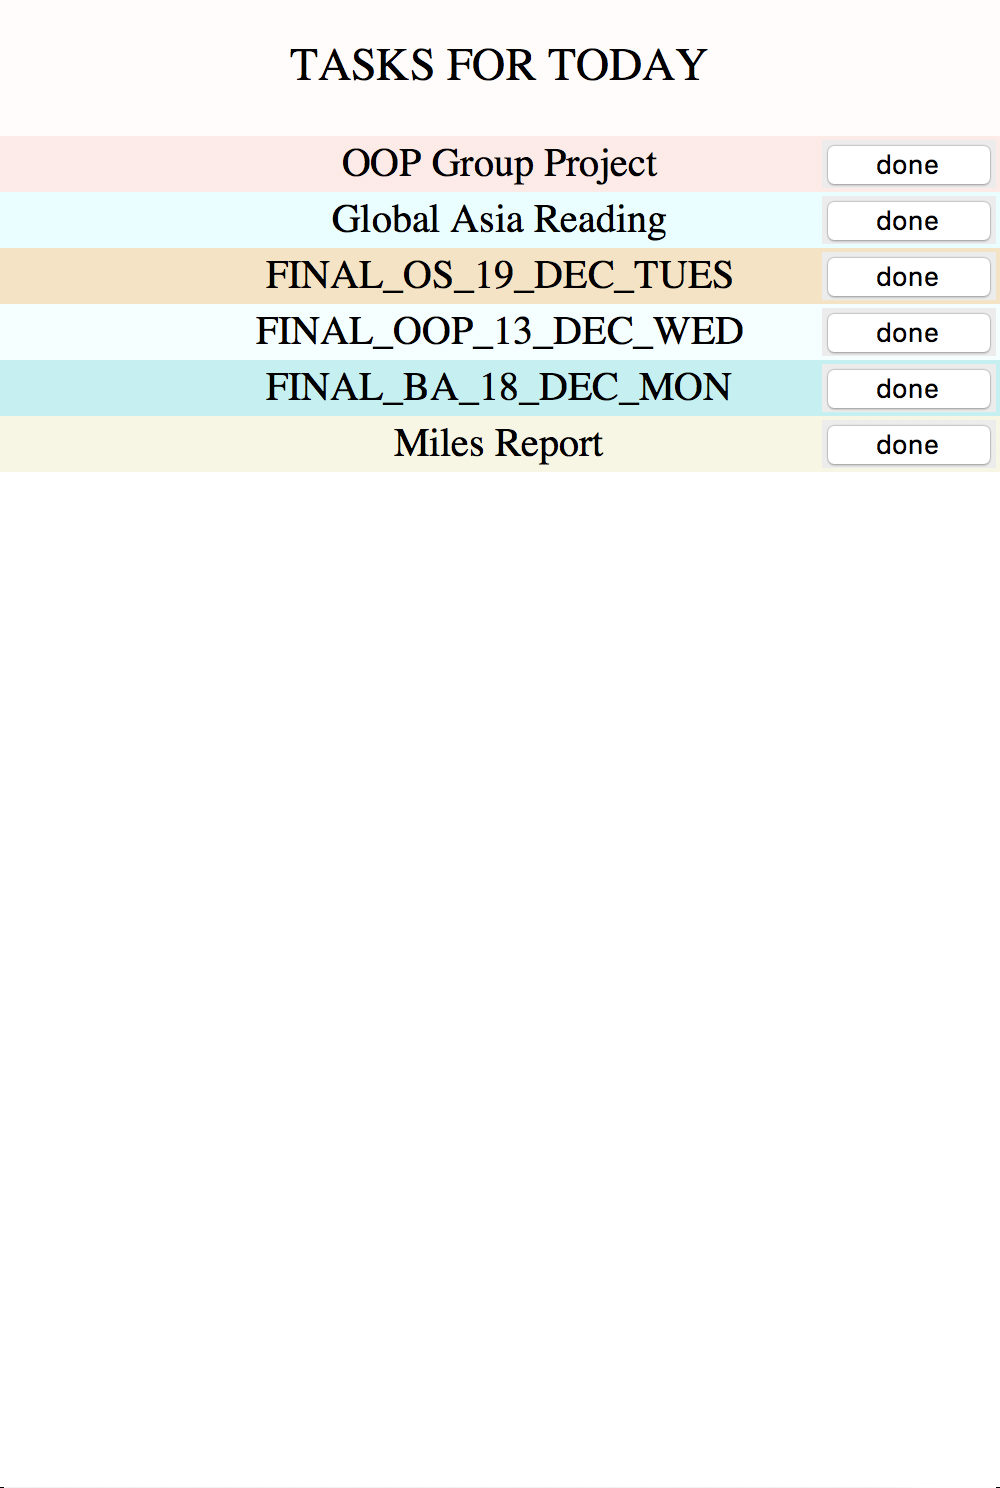 TASKS FOR TODAY
OOP Group Project done
Global Asia Reading done
FINAL_OS_19_DEC_TUES done
FINAL_OOP_13_DEC_WED done
FINAL_BA_18_DEC_MON done
Miles Report done